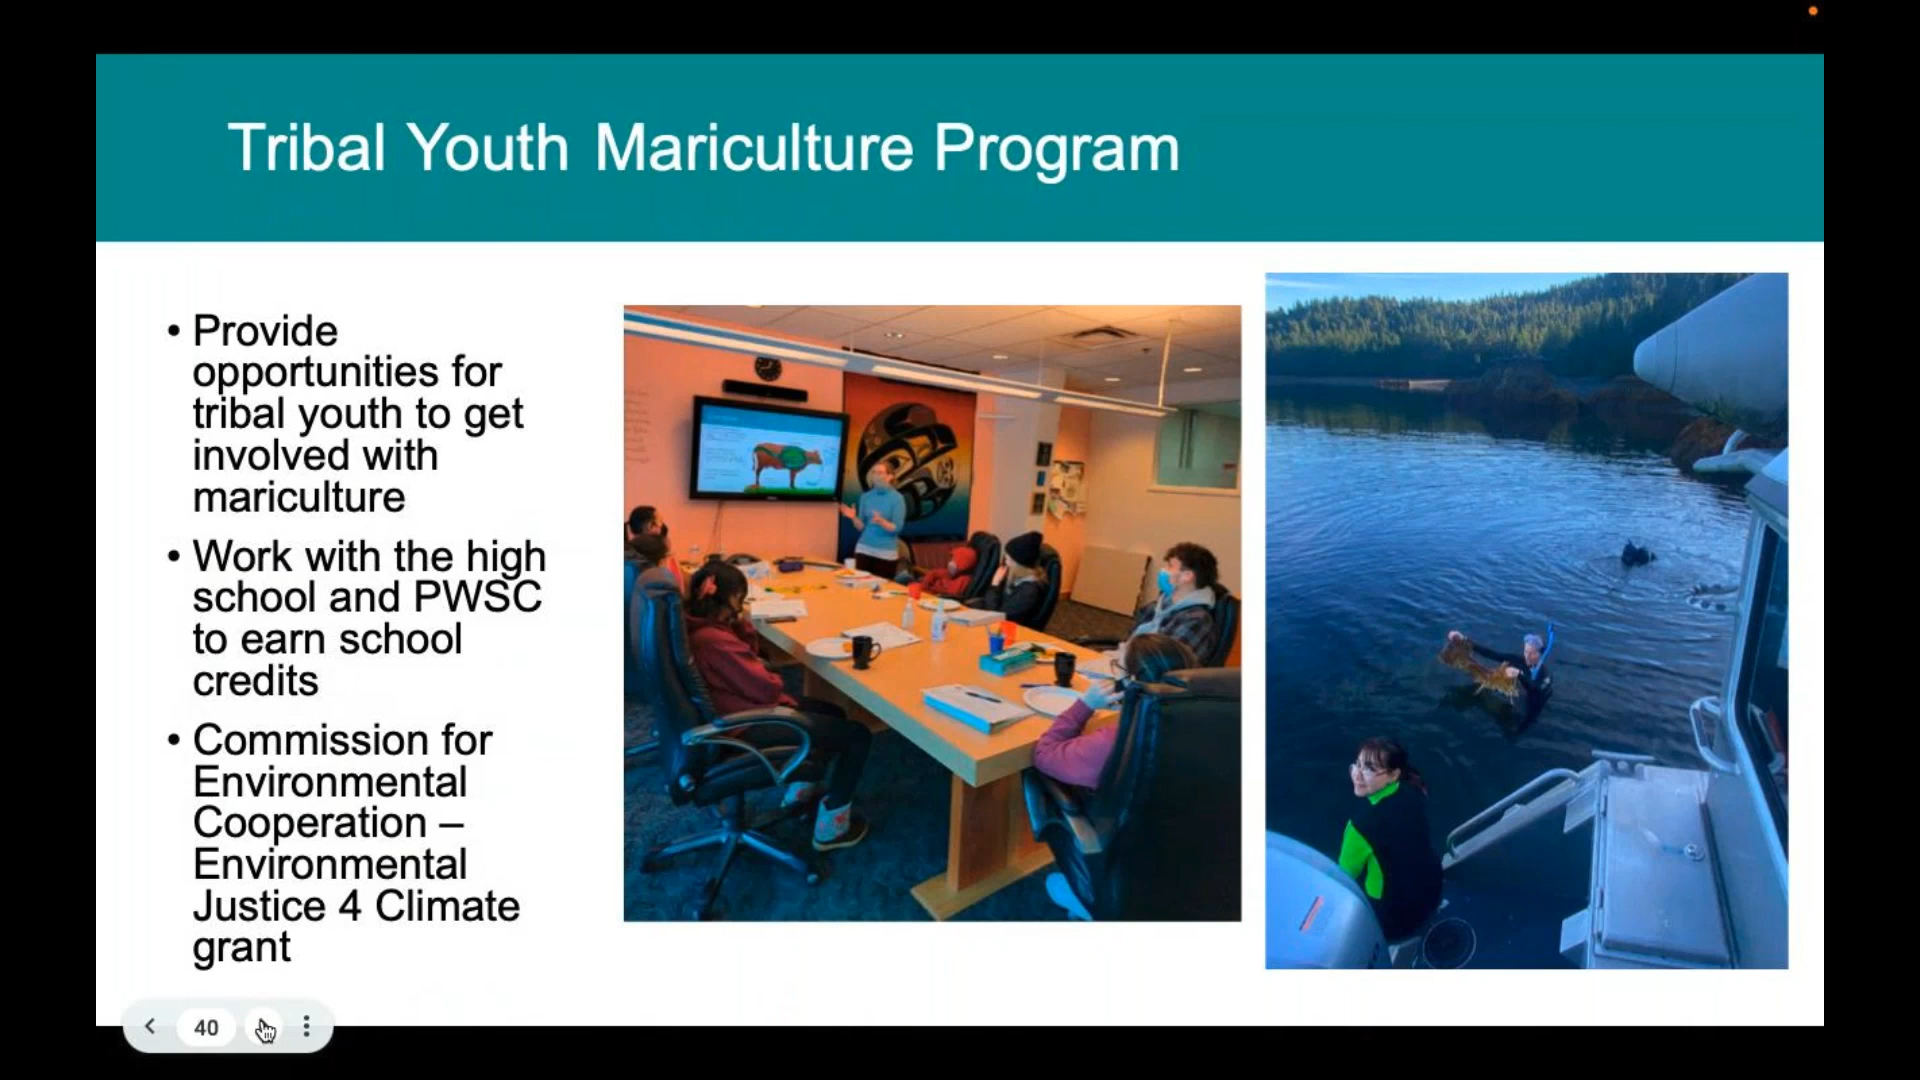 Tribal Youth Mariculture Program
• Provide
opportunities for
tribal youth to get
involved with
mariculture
• Work with the high
school and PWSC
to earn school
credits
• Commission for
Environmental
Cooperation –
Environmental
Justice 4 Climate
grant
40